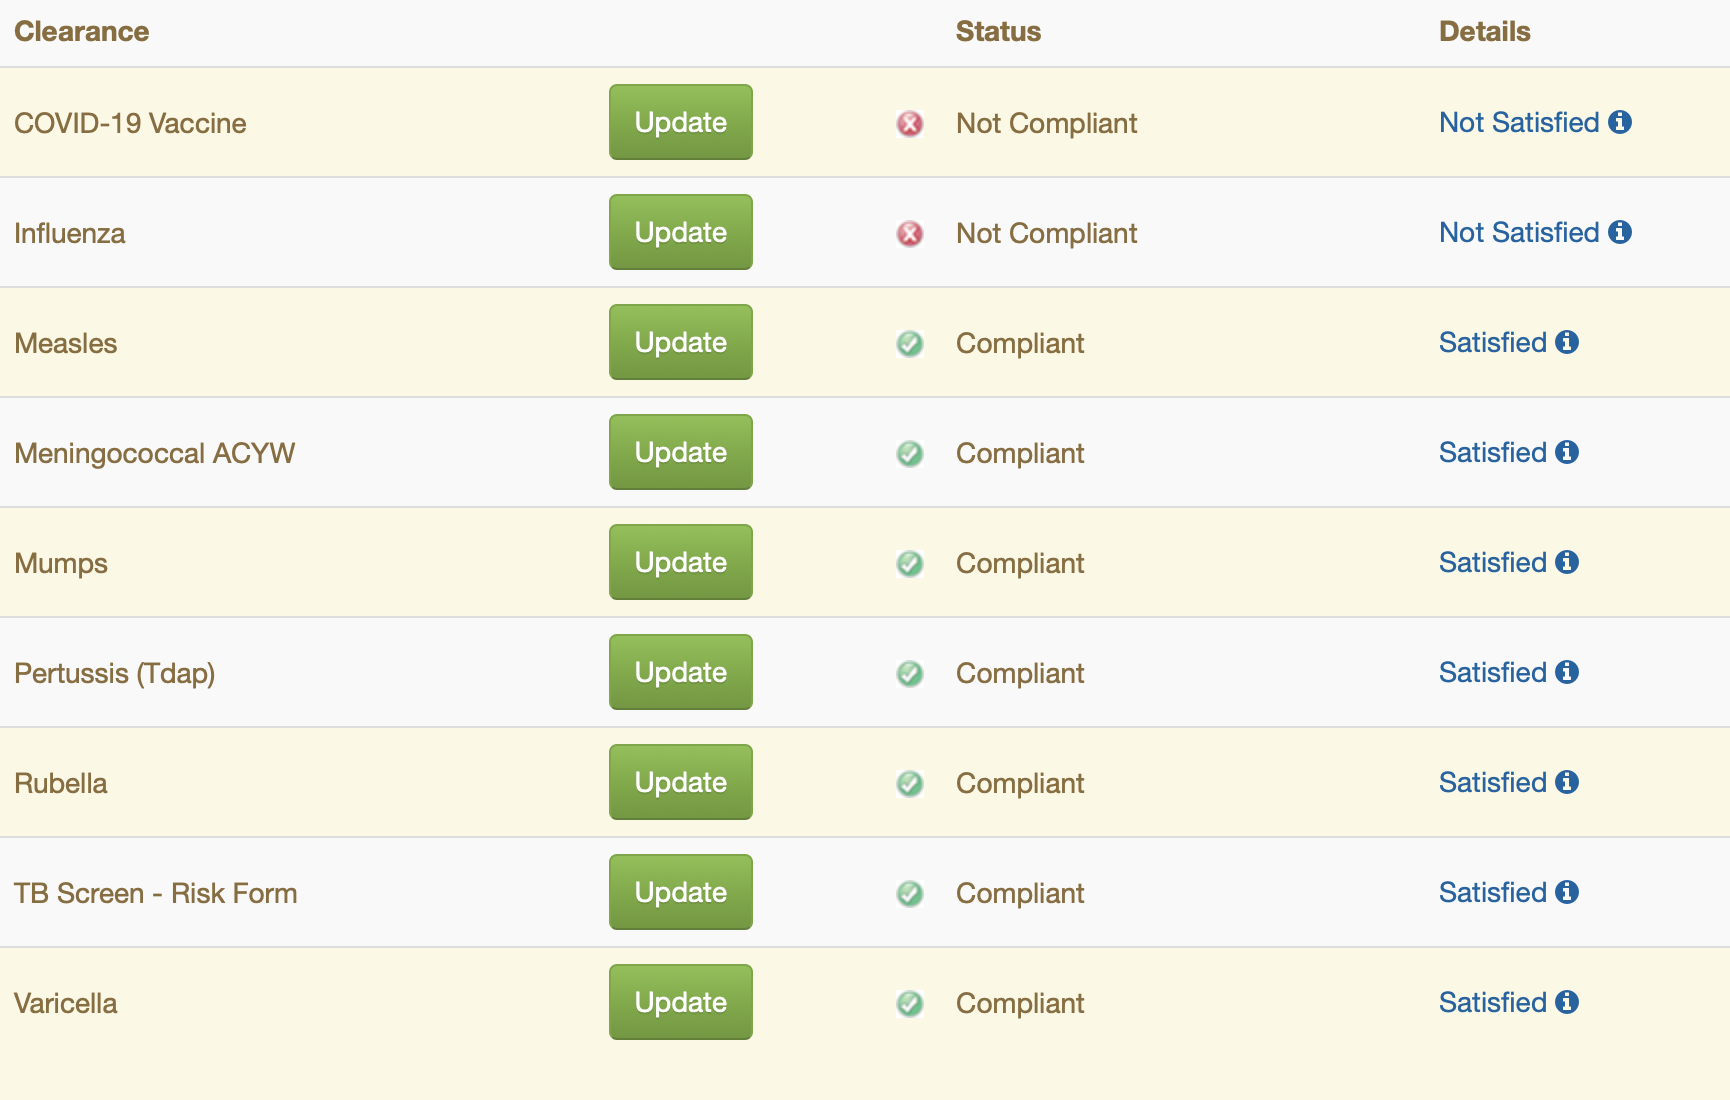 Clearance Status Details
COVID-19 Vaccine Update Not Compliant Not Satisfied
Influenza Update Not Compliant Not Satisfied
Measles Update Compliant Satisfied
Meningococcal ACYW Update Compliant Satisfied
Mumps Update Compliant Satisfied
Pertussis (Tdap) Update Compliant Satisfied
Rubella Update Compliant Satisfied
TB Screen - Risk Form Update Compliant Satisfied
Varicella Update Compliant Satisfied